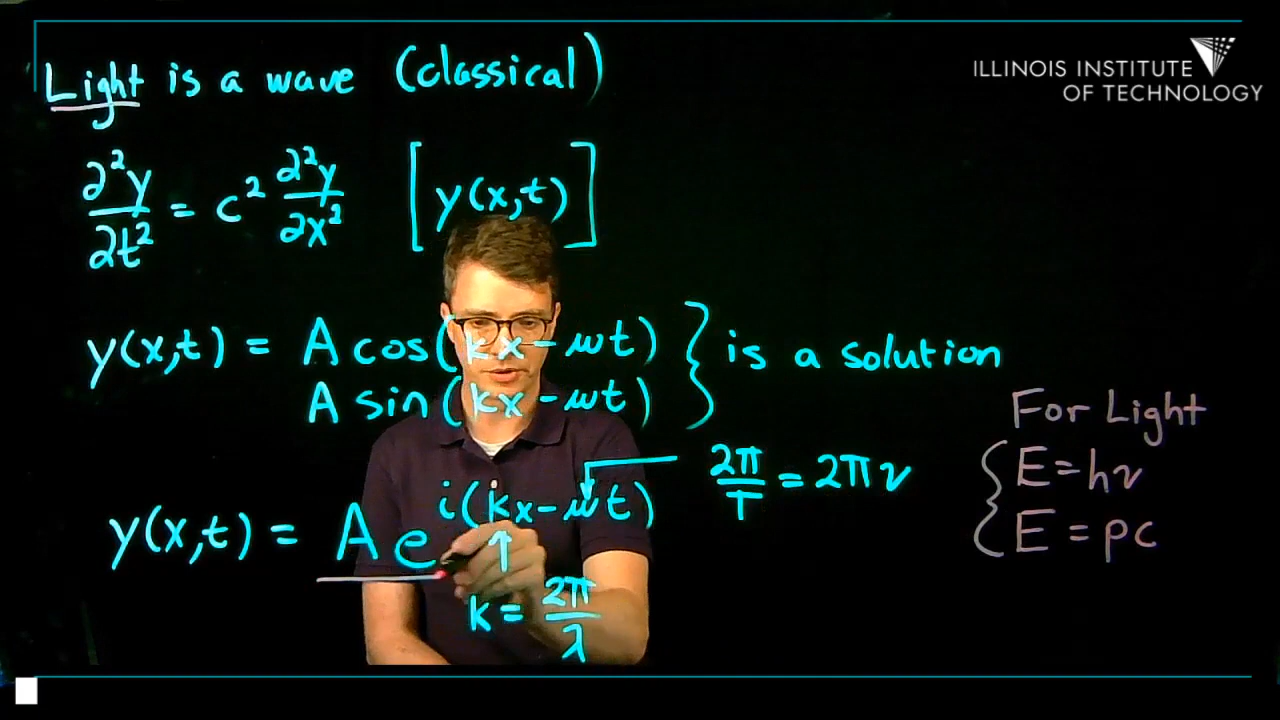 Light is a wave (classical)
ILLINOIS INSTITUTE
OF TECHNOLOGY
∂²y/∂t² = c² ∂²y/∂x² [y(x,t)]
y(x,t) = A cos(kx-ωt) } is a solution
A sin(kx-ωt)
For Light
2π/T = 2πν
{ E=hν
E=pc
y(x,t) = A e^i(kx-ωt)
↑
k = 2π/λ